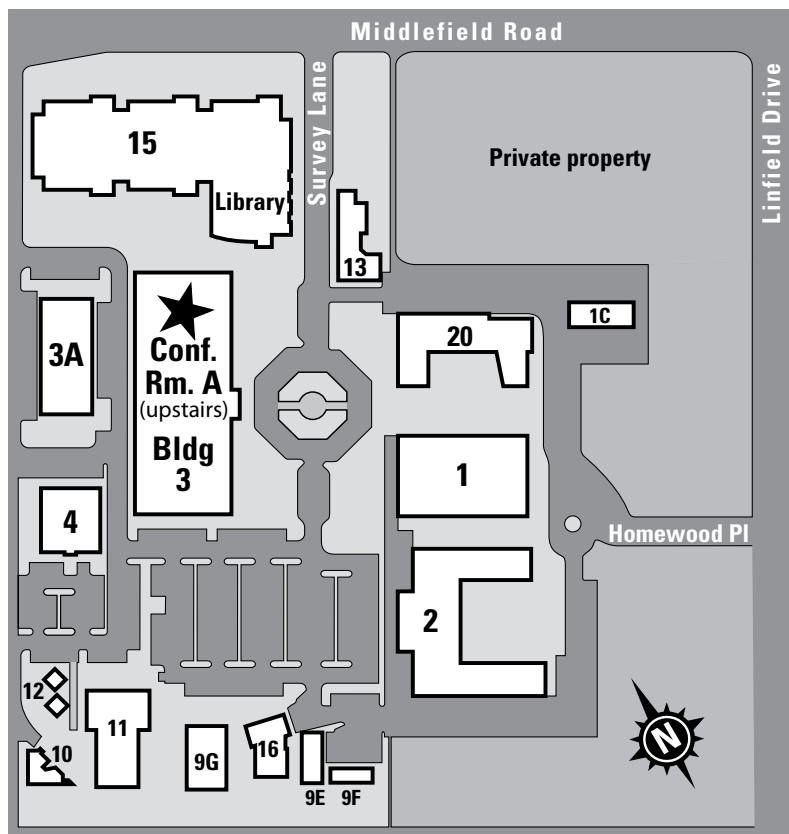 Middlefield Road
Survey Lane
Linfield Drive
15
Library
Private property
13
1C
3A
Conf.
Rm. A
(upstairs)
Bldg
3
20
1
4
Homewood Pl
2
12
11
10
9G
16
9E
9F
N